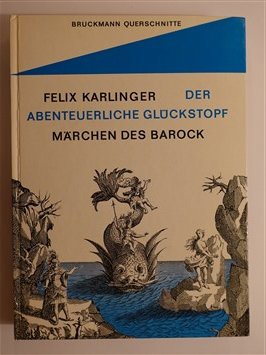 BRUCKMANN QUERSCHNITTE
FELIX KARLINGER DER
ABENTEUERLICHE GLÜCKSTOPF
MÄRCHEN DES BAROCK